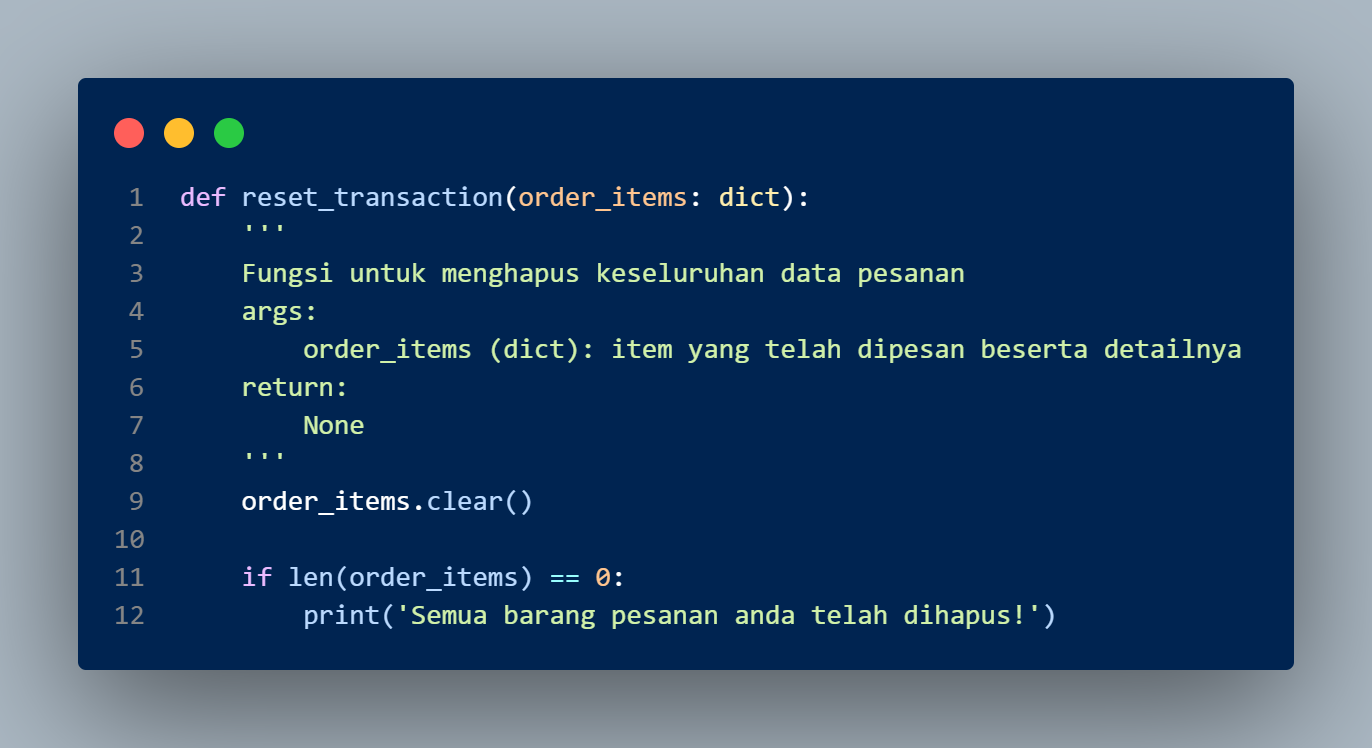 1 def reset_transaction(order_items: dict):
2     '''
3     Fungsi untuk menghapus keseluruhan data pesanan
4     args:
5         order_items (dict): item yang telah dipesan beserta detailnya
6     return:
7         None
8     '''
9     order_items.clear()
10
11     if len(order_items) == 0:
12         print('Semua barang pesanan anda telah dihapus!')